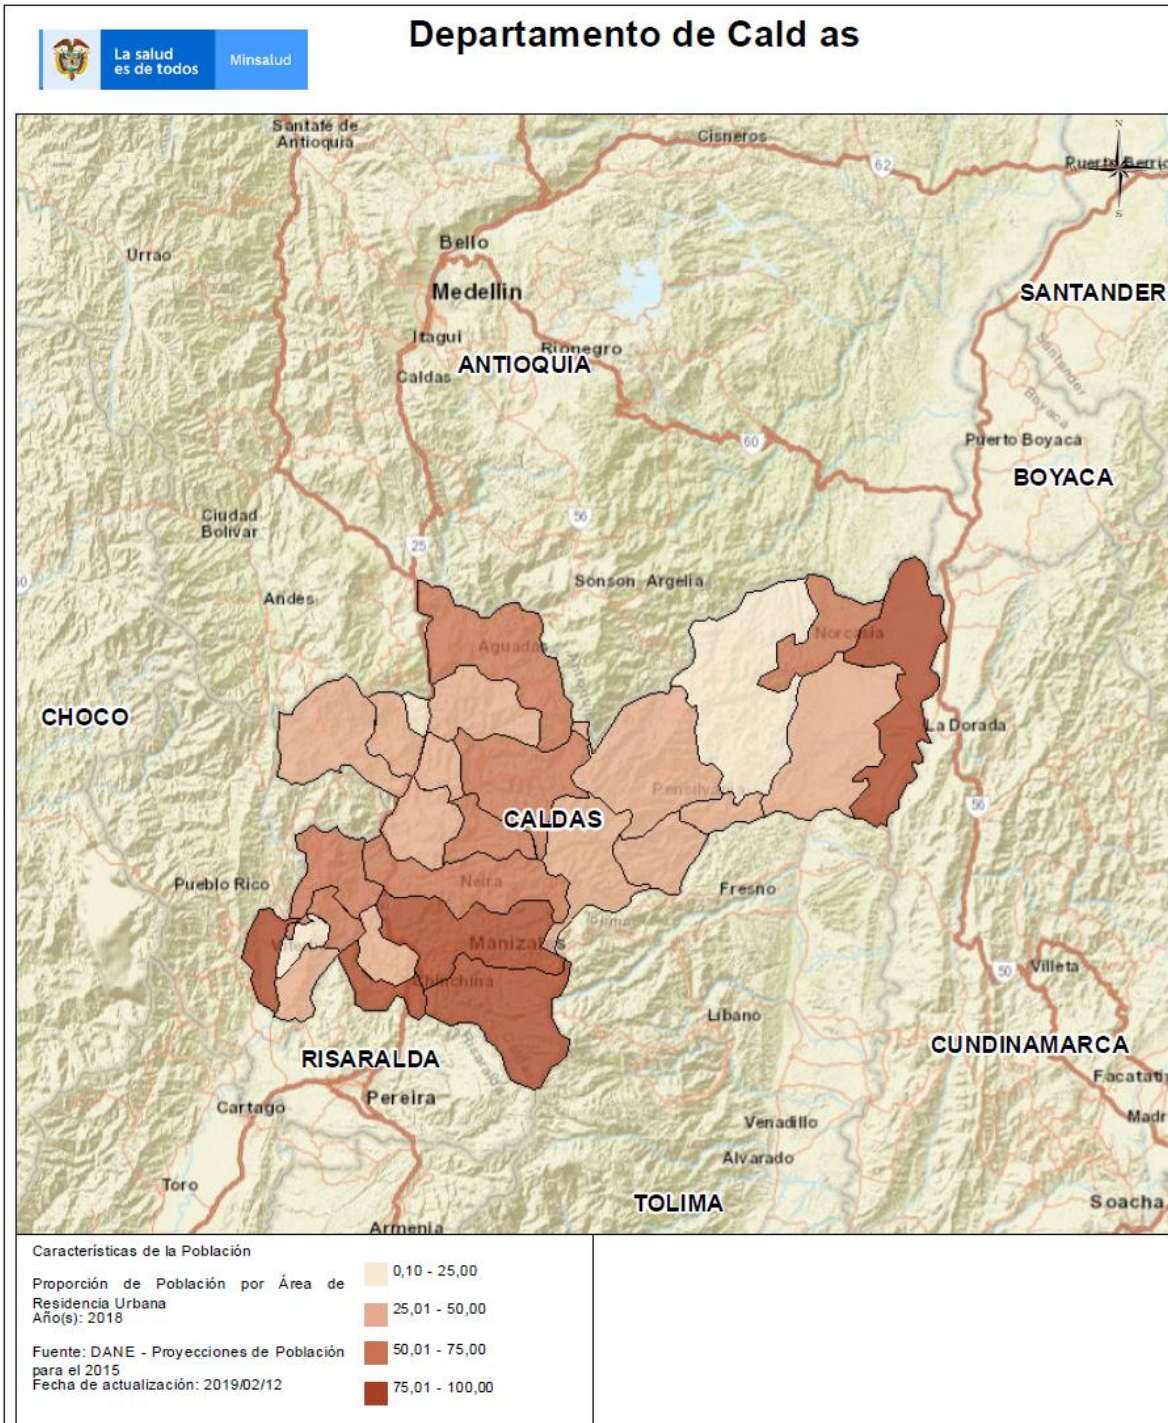 Departamento de Cald as
La salud
es de todos
Minsalud
Santafé de
Antioquia
Cisneros
62
N
S
Urrao
Bello
Medellin
SANTANDER
Itagui
Rionegro
ANTIOQUIA
Caldas
Santander
Boyaca
60
Puerto Boyacá
BOYACA
Ciudad
Bolivar
56
25
Andes
Sonson Argelia
Aguadas
Norcasia
CHOCO
La Dorada
CALDAS
56
Pueblo Rico
Neira
Fresno
Manizales
Villeta
50
Chinchina
Libano
RISARALDA
Risaralda
CUNDINAMARCA
Pereira
Cartago
Venadillo
Alvarado
Toro
TOLIMA
Soacha
Armenia
Características de la Población
Proporción de Población por Área de
Residencia Urbana
Año(s): 2018
Fuente: DANE - Proyecciones de Población
para el 2015
Fecha de actualización: 2019/02/12
0,10 - 25,00
25,01 - 50,00
50,01 - 75,00
75,01 - 100,00